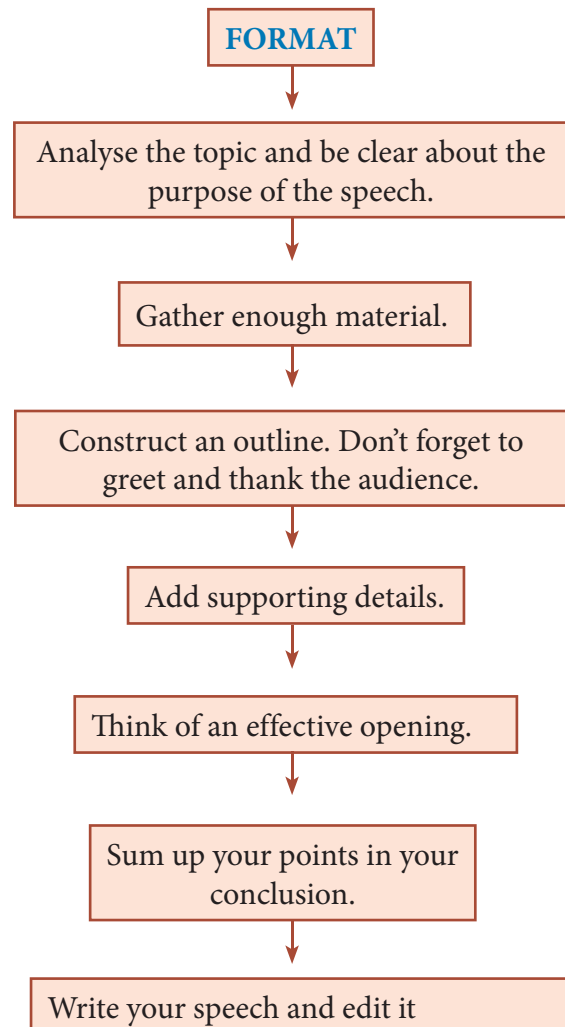 FORMAT
Analyse the topic and be clear about the
purpose of the speech.
Gather enough material.
Construct an outline. Don’t forget to
greet and thank the audience.
Add supporting details.
Think of an effective opening.
Sum up your points in your
conclusion.
Write your speech and edit it